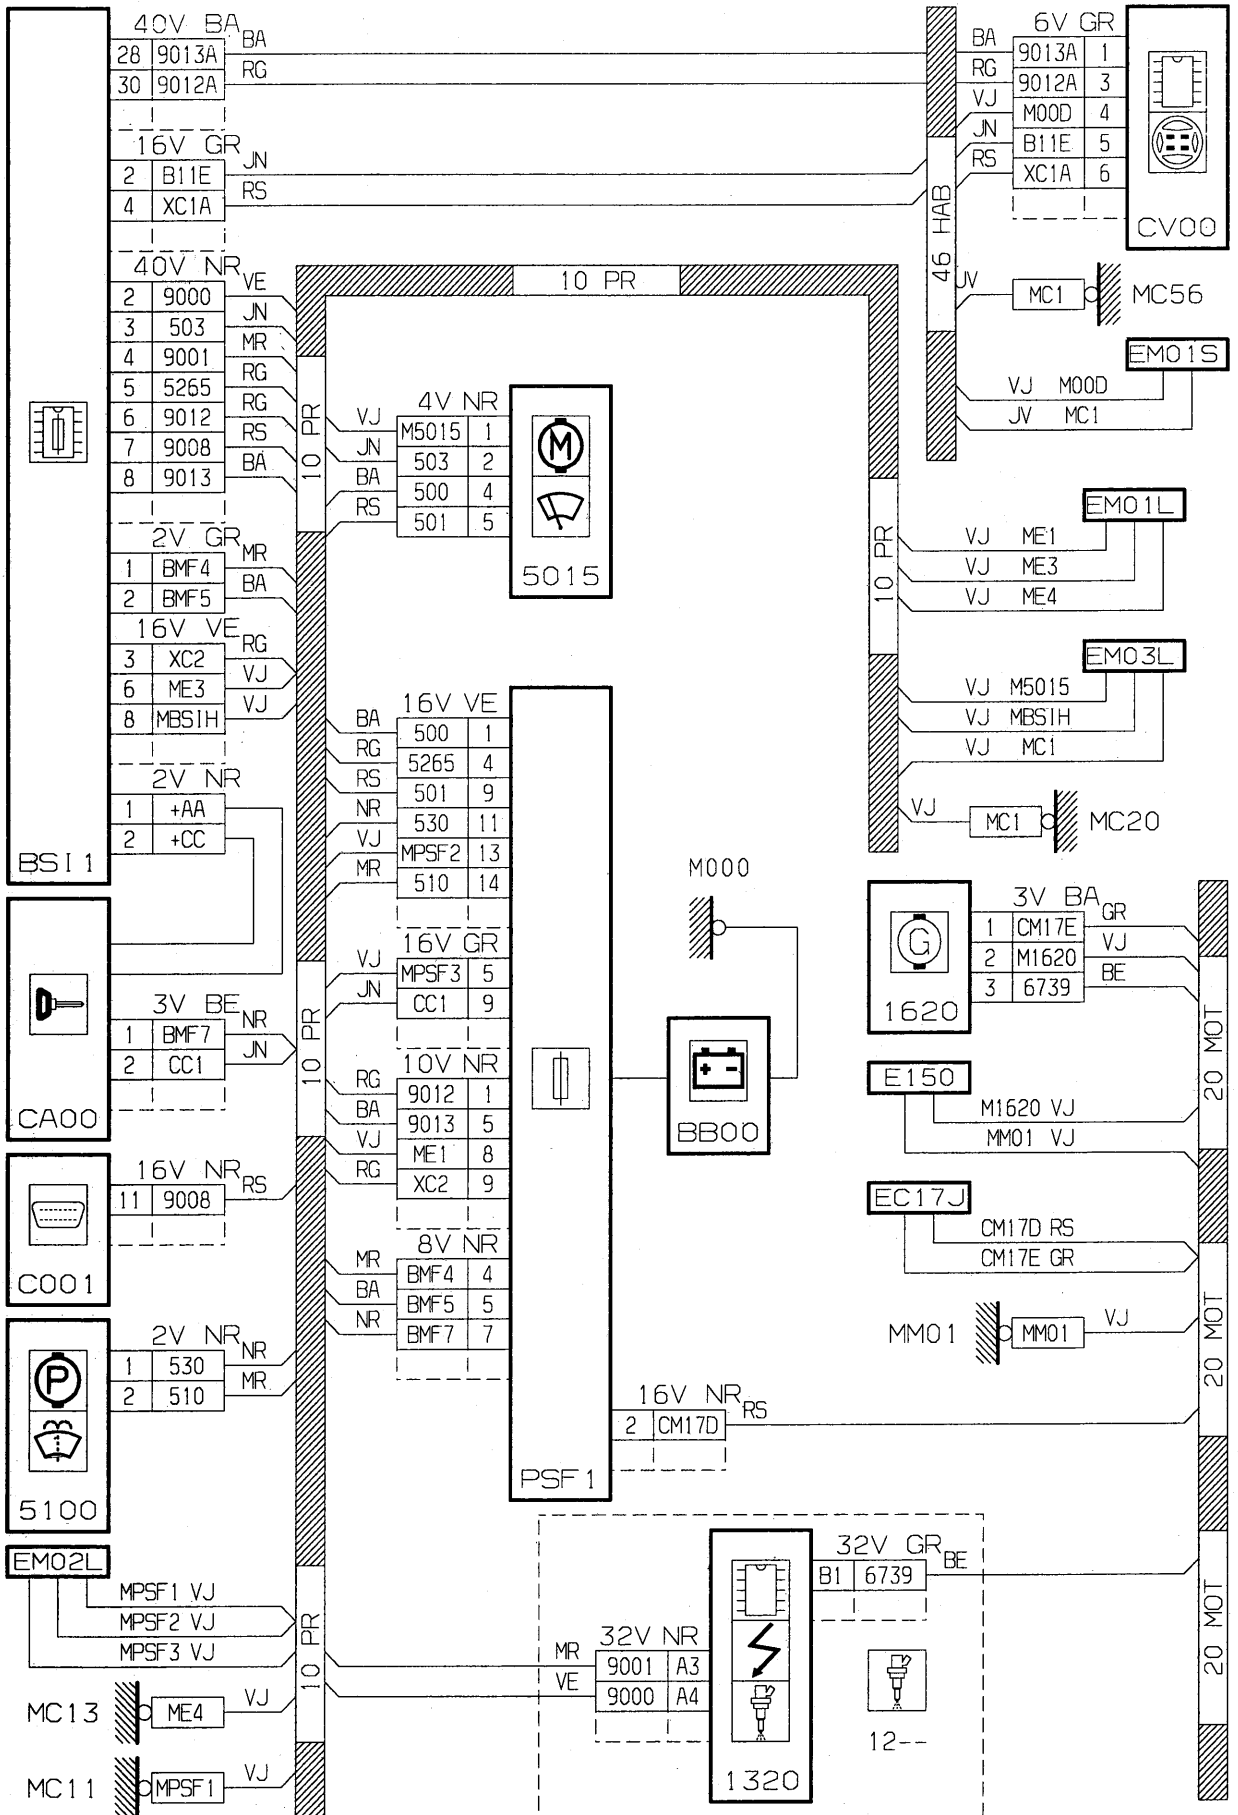 40V BA
28 9013A BA
30 9012A RG
16V GR
2 B11E JN
4 XC1A RS
40V NR
2 9000 VE
3 503 JN
4 9001 MR
5 5265 RG
6 9012 RG
7 9008 RS
8 9013 BA
2V GR
1 BMF4 MR
2 BMF5 BA
16V VE
3 XC2 RG
6 ME3 VJ
8 MBSIH VJ
2V NR
1 +AA
2 +CC
BSI1
3V BE
1 BMF7 NR
2 CC1 JN
CA00
16V NR
11 9008 RS
C001
2V NR
1 530 NR
2 510 MR
5100
EM02L
MPSF1 VJ
MPSF2 VJ
MPSF3 VJ
MC13 ME4 VJ
MC11 MPSF1 VJ
10 PR
10 PR
10 PR
10 PR
10 PR
4V NR
VJ M5015 1
JN 503 2
BA 500 4
RS 501 5
M
5015
16V VE
BA 500 1
RG 5265 4
RS 501 9
NR 530 11
VJ MPSF2 13
MR 510 14
16V GR
VJ MPSF3 5
JN CC1 9
10V NR
RG 9012 1
BA 9013 5
VJ ME1 8
RG XC2 9
8V NR
MR BMF4 4
BA BMF5 5
NR BMF7 7
16V NR
2 CM17D RS
PSF1
M000
+ -
BB00
6V GR
BA 9013A 1
RG 9012A 3
VJ M00D 4
JN B11E 5
RS XC1A 6
CV00
46 HAB
JV MC1 MC56
EM01S
VJ M00D
JV MC1
EM01L
VJ ME1
VJ ME3
VJ ME4
EM03L
VJ M5015
VJ MBSIH
VJ MC1
VJ MC1 MC20
3V BA
1 CM17E GR
2 M1620 VJ
3 6739 BE
G
1620
E150
M1620 VJ
MM01 VJ
EC17J
CM17D RS
CM17E GR
MM01 MM01 VJ
20 MOT
20 MOT
20 MOT
P
32V GR
B1 6739 BE
32V NR
MR 9001 A3
VE 9000 A4
1320
12--